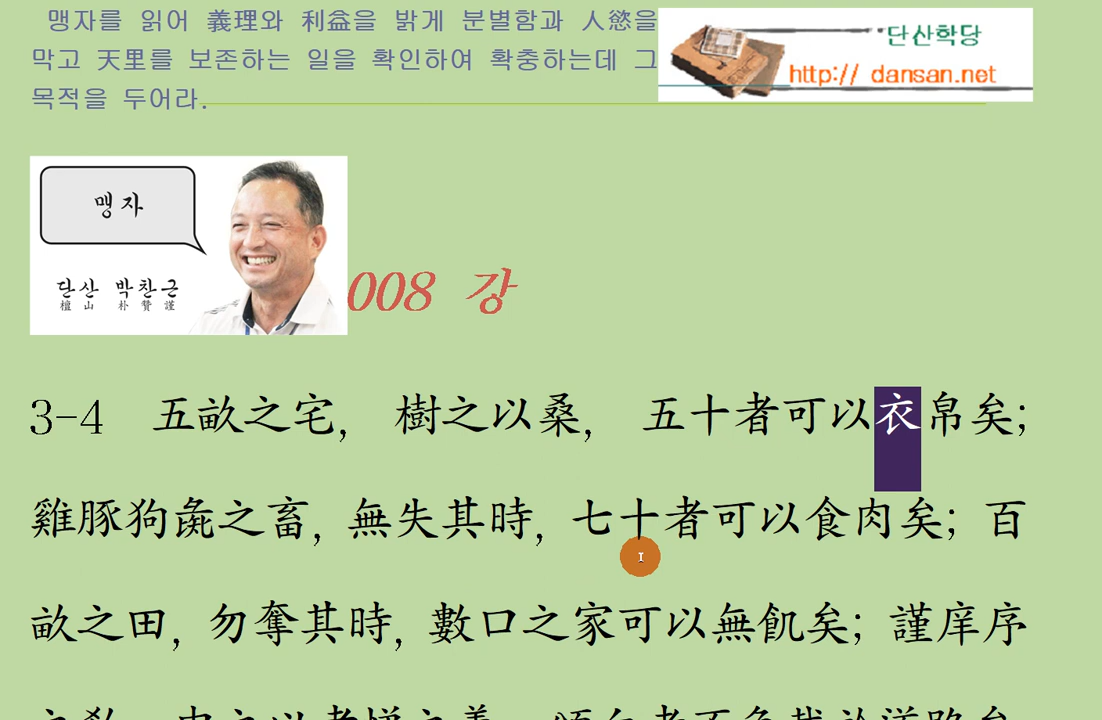 맹자를 읽어 義理와 利益을 밝게 분별함과 人慾을
막고 天里를 보존하는 일을 확인하여 확충하는데 그
목적을 두어라.
단산학당
http:// dansan.net
맹자
단산 박찬근
檀山 朴贊謹
008 강
3-4 五畝之宅, 樹之以桑, 五十者可以衣帛矣;
雞豚狗彘之畜, 無失其時, 七十者可以食肉矣; 百
畝之田, 勿奪其時, 數口之家可以無飢矣; 謹庠序